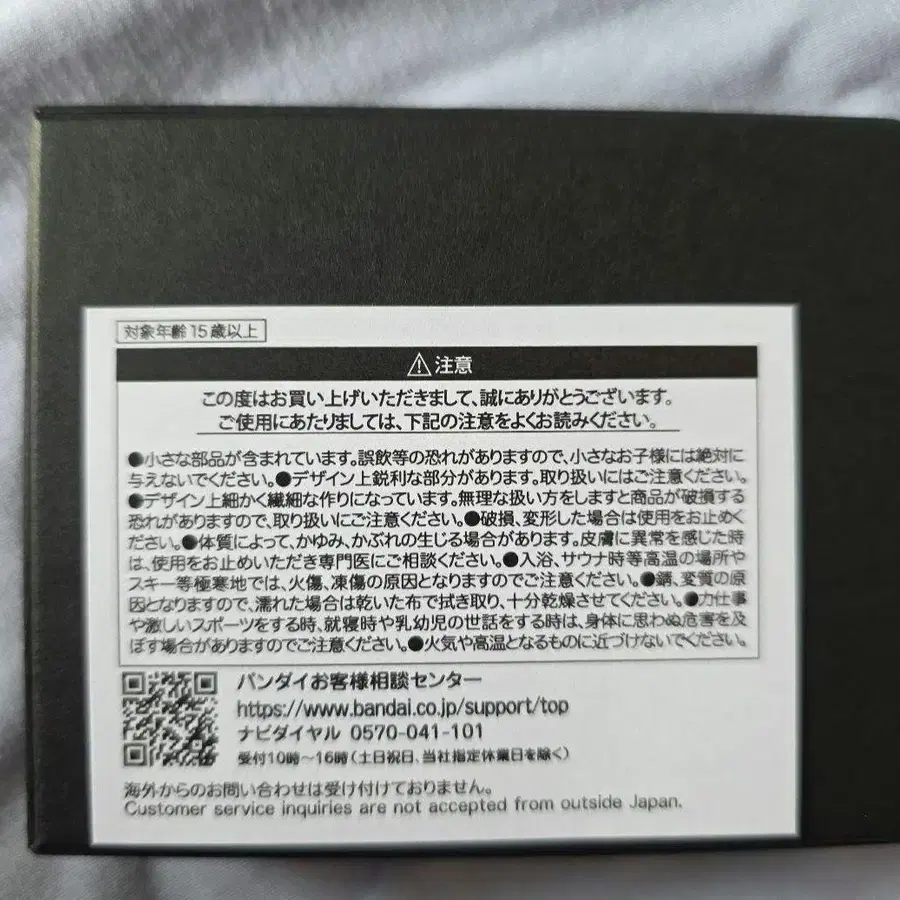 対象年齢15歳以上
⚠注意
この度はお買い上げいただきまして、誠にありがとうございます。
ご使用にあたりましては、下記の注意をよくお読みください。
●小さな部品が含まれています。誤飲等の恐れがありますので、小さなお子様には絶対に
与えないでください。●デザイン上鋭利な部分があります。取り扱いにはご注意ください。
●デザイン上細かく繊細な作りになっています。無理な扱い方をしますと商品が破損する
恐れがありますので、取り扱いにご注意ください。●破損、変形した場合は使用をお止めく
ださい。●体質によって、かゆみ、かぶれの生じる場合があります。皮膚に異常を感じた時
は、使用をお止めいただき専門医にご相談ください。●入浴、サウナ時等高温の場所や
スキー等極寒地では、火傷、凍傷の原因となりますのでご注意ください。●錆、変質の原
因となりますので、濡れた場合は乾いた布で拭き取り、十分乾燥させてください。●力仕事
や激しいスポーツをする時、就寝時や乳幼児の世話をする時は、身体に思わぬ危害を及
ぼす場合がありますのでご注意ください。●火気や高温となるものに近づけないでください。
バンダイお客様相談センター
https://www.bandai.co.jp/support/top
ナビダイヤル 0570-041-101
受付10時〜16時(土日祝日、当社指定休業日を除く)
海外からのお問い合わせは受け付けておりません。
Customer service inquiries are not accepted from outside Japan.